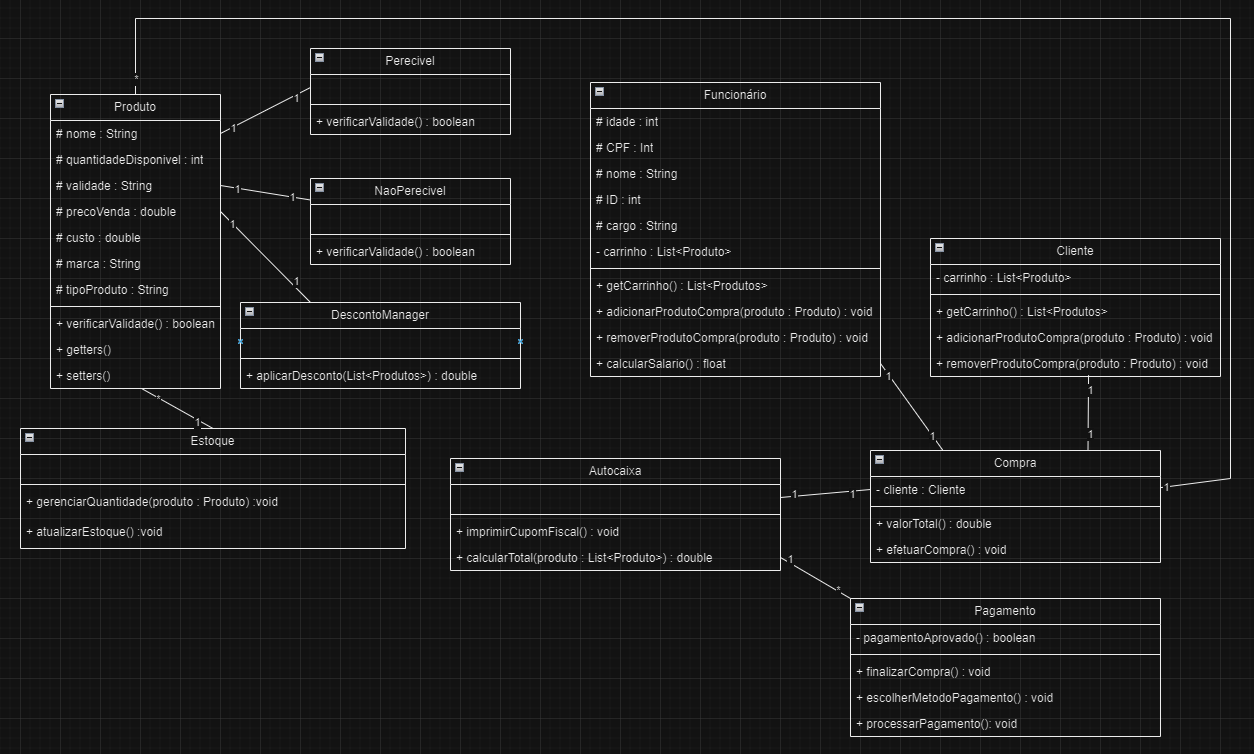 *
Perecivel
+ verificarValidade() : boolean
1
1
Produto
# nome : String
# quantidadeDisponivel : int
# validade : String
# precoVenda : double
# custo : double
# marca : String
# tipoProduto : String
+ verificarValidade() : boolean
+ getters()
+ setters()
1
1
NaoPerecivel
+ verificarValidade() : boolean
1
1
DescontoManager
+ aplicarDesconto(List<Produtos>) : double
*
1
Estoque
+ gerenciarQuantidade(produto : Produto) :void
+ atualizarEstoque() :void
Funcionário
# idade : int
# CPF : Int
# nome : String
# ID : int
# cargo : String
- carrinho : List<Produto>
+ getCarrinho() : List<Produtos>
+ adicionarProdutoCompra(produto : Produto) : void
+ removerProdutoCompra(produto : Produto) : void
+ calcularSalario() : float
1
1
Cliente
- carrinho : List<Produto>
+ getCarrinho() : List<Produtos>
+ adicionarProdutoCompra(produto : Produto) : void
+ removerProdutoCompra(produto : Produto) : void
1
1
Autocaixa
+ imprimirCupomFiscal() : void
+ calcularTotal(produto : List<Produto>) : double
1
1
Compra
- cliente : Cliente
+ valorTotal() : double
+ efetuarCompra() : void
1
1
*
Pagamento
- pagamentoAprovado() : boolean
+ finalizarCompra() : void
+ escolherMetodoPagamento() : void
+ processarPagamento(): void